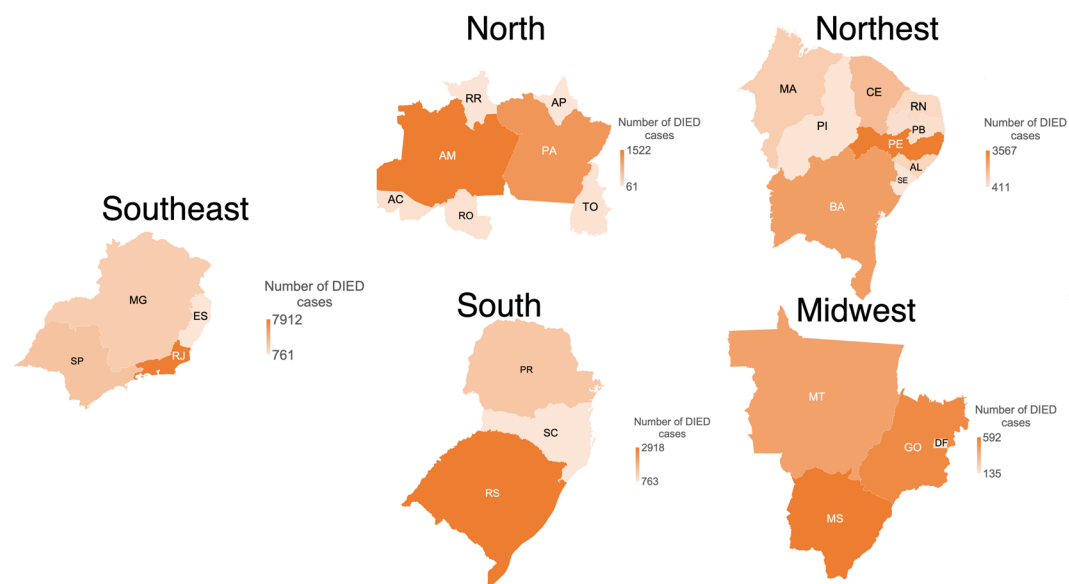 North
RR
AP
AM
PA
AC
RO
TO
Number of DIED
cases
1522
61
Northest
MA
CE
RN
PI
PB
PE
AL
SE
BA
Number of DIED
cases
3567
411
Southeast
MG
ES
SP
RJ
Number of DIED
cases
7912
761
South
PR
SC
RS
Number of DIED
cases
2918
763
Midwest
MT
GO
DF
MS
Number of DIED
cases
592
135